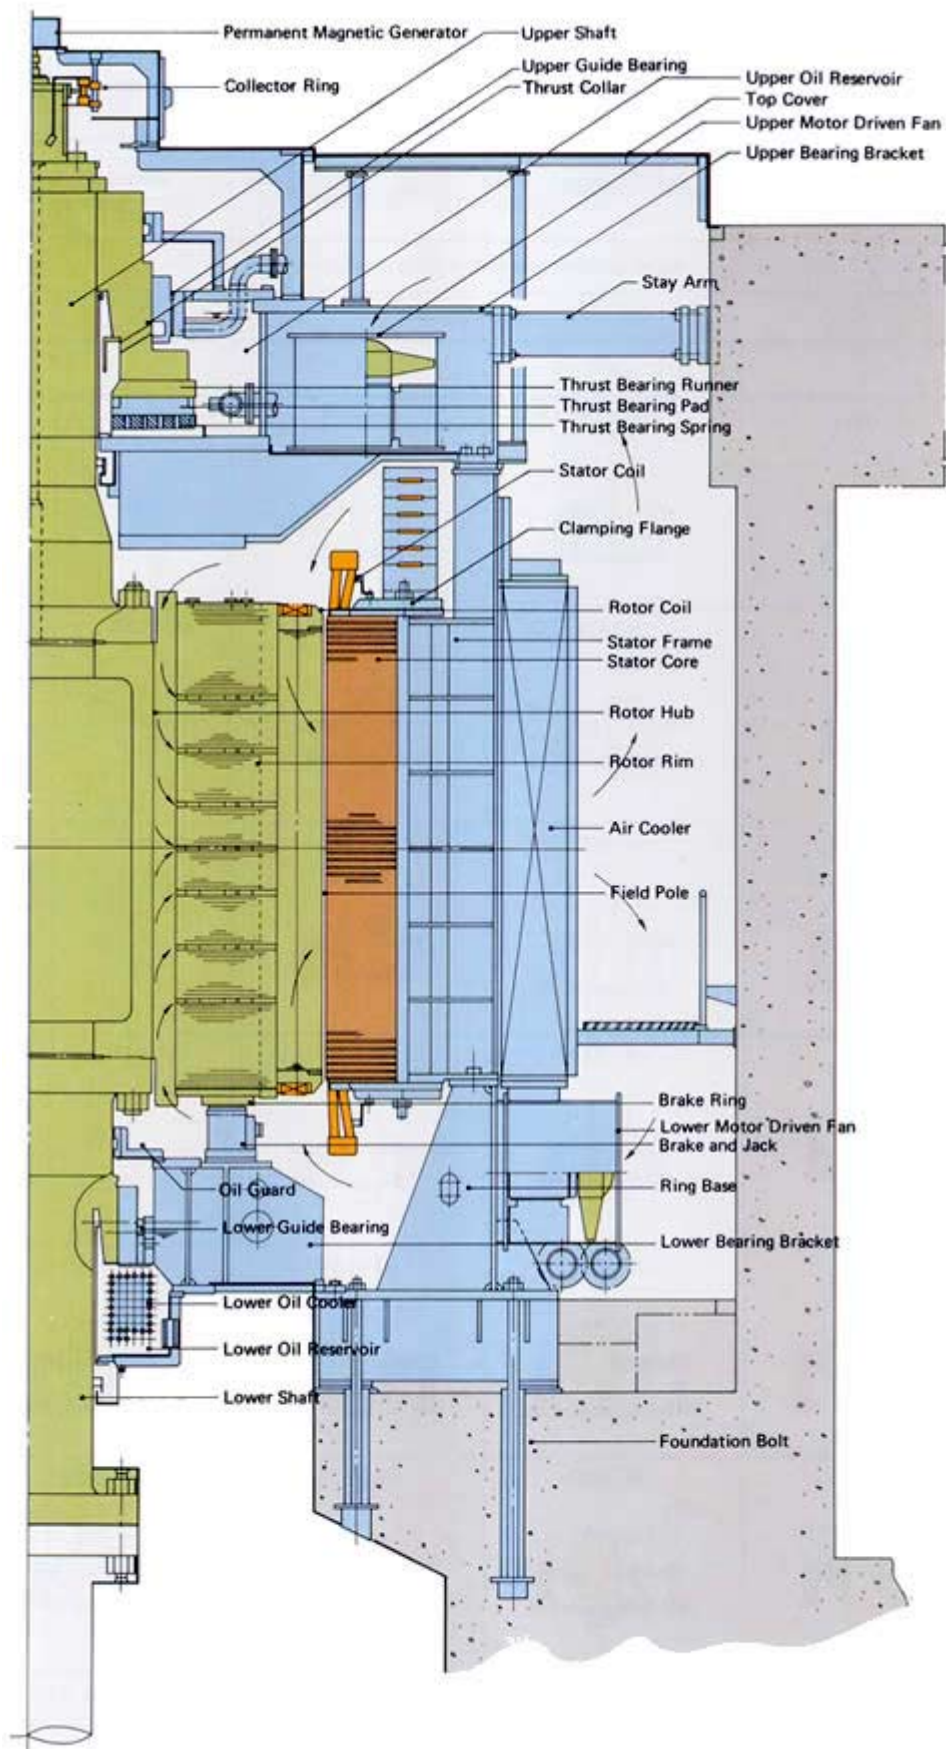 Permanent Magnetic Generator
Upper Shaft
Upper Guide Bearing
Collector Ring
Thrust Collar
Upper Oil Reservoir
Top Cover
Upper Motor Driven Fan
Upper Bearing Bracket
Stay Arm
Thrust Bearing Runner
Thrust Bearing Pad
Thrust Bearing Spring
Stator Coil
Clamping Flange
Rotor Coil
Stator Frame
Stator Core
Rotor Hub
Rotor Rim
Air Cooler
Field Pole
Brake Ring
Lower Motor Driven Fan
Brake and Jack
Oil Guard
Ring Base
Lower Guide Bearing
Lower Bearing Bracket
Lower Oil Cooler
Lower Oil Reservoir
Lower Shaft
Foundation Bolt